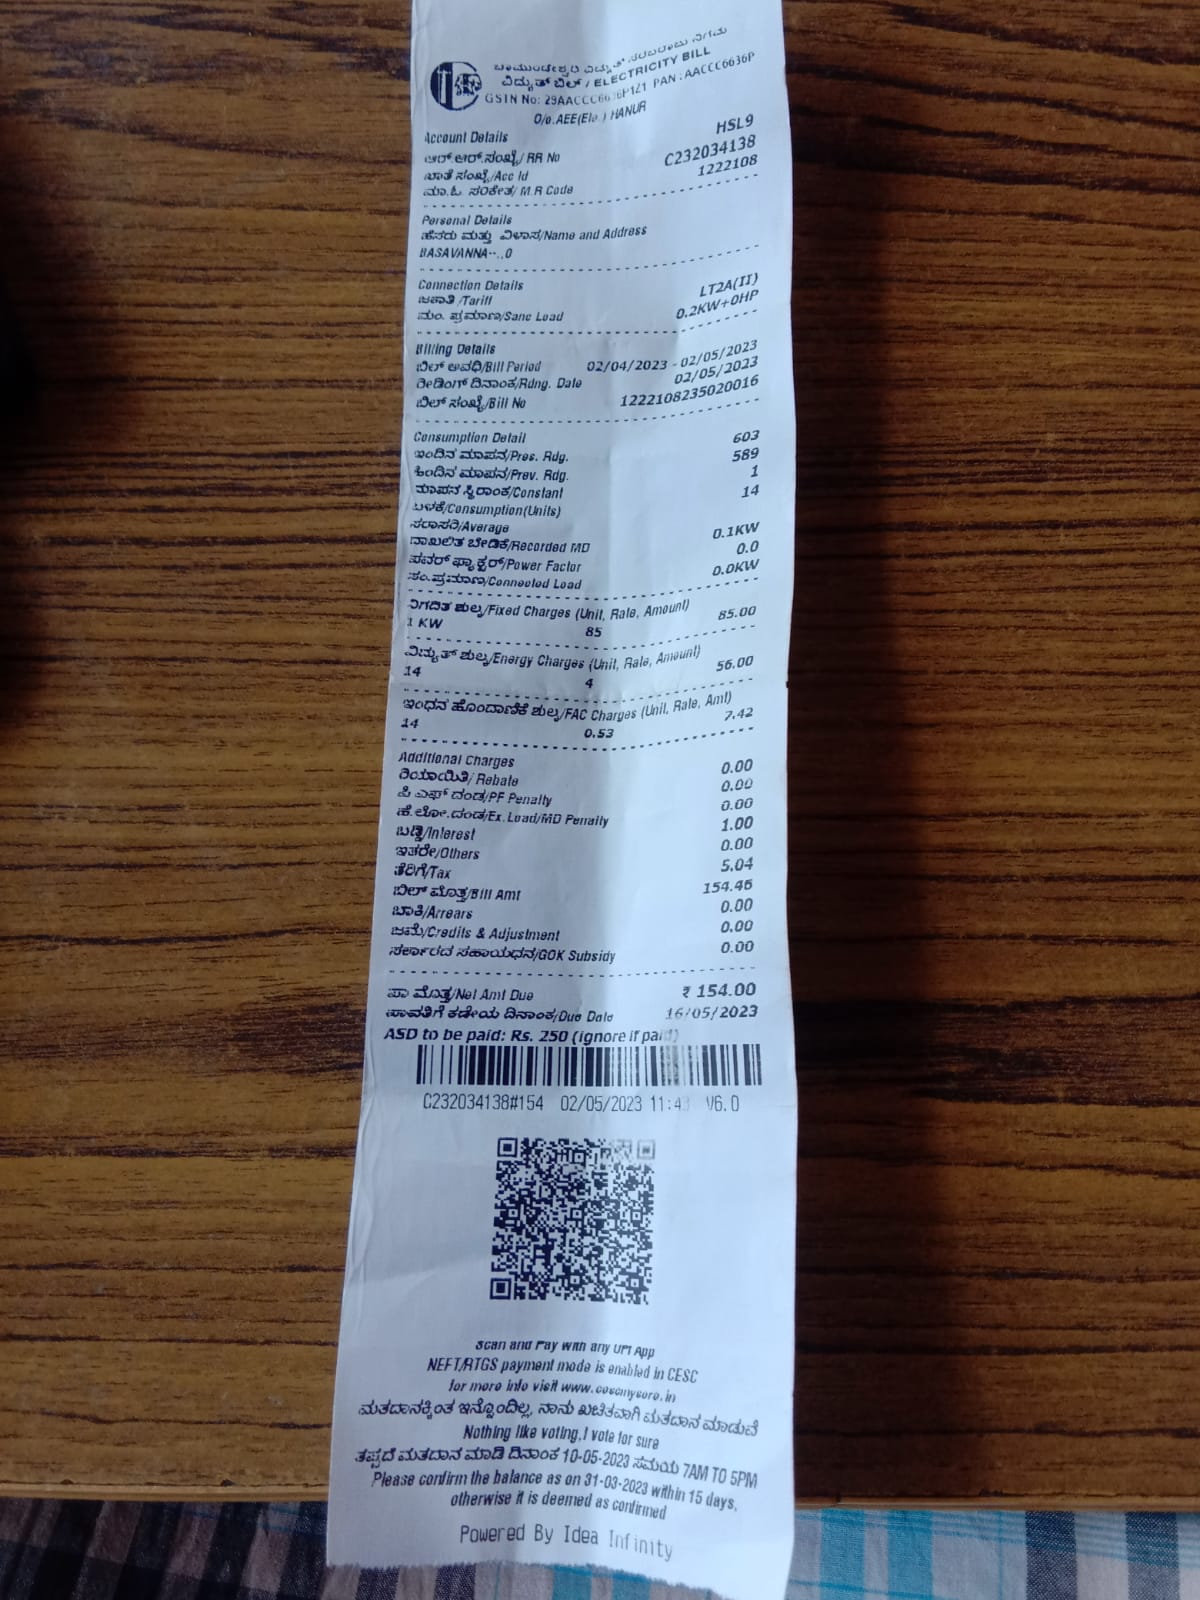 ಚಾಮುಂಡೇಶ್ವರಿ ವಿದ್ಯುತ್ ಸರಬರಾಜು ನಿಗಮ
ವಿದ್ಯುತ್ ಬಿಲ್ / ELECTRICITY BILL
GSTN No: 29AACCC6636P1Z1 PAN : AACCC6636P
O/o.AEE(Ele.) HANUR
Account Details
ಆರ್.ಆರ್.ಸಂಖ್ಯೆ/ RR No HSL9
ಖಾತೆ ಸಂಖ್ಯೆ/Acc Id C232034138
ಮಾ.ಓ. ಸಂಕೇತ/ M R Code 1222108
Personal Details
ಹೆಸರು ಮತ್ತು ವಿಳಾಸ/Name and Address
BASAVANNA--.,0
Connection Details
ಜಕಾತಿ /Tariff LT2A(II)
ಮಂ. ಪ್ರಮಾಣ/Sanc Load 0.2KW+0HP
Billing Details
ಬಿಲ್ ಅವಧಿ/Bill Period 02/04/2023 - 02/05/2023
ರೀಡಿಂಗ್ ದಿನಾಂಕ/Rdng. Date 02/05/2023
ಬಿಲ್ ಸಂಖ್ಯೆ/Bill No 1222108235020016
Consumption Detail
ಇಂದಿನ ಮಾಪನ/Pres. Rdg. 603
ಹಿಂದಿನ ಮಾಪನ/Prev. Rdg. 589
ಮಾಪನ ಸ್ಥಿರಾಂಕ/Constant 1
ಬಳಕೆ/Consumption(Units) 14
ಸರಾಸರಿ/Average
ದಾಖಲಿತ ಬೇಡಿಕೆ/Recorded MD 0.1KW
ಪವರ್ ಫ್ಯಾಕ್ಟರ್/Power Factor 0.0
ಸಂ.ಪ್ರಮಾಣ/Connected Load 0.0KW
ನಿಗದಿತ ಶುಲ್ಕ/Fixed Charges (Unit, Rate, Amount)
1 KW 85 85.00
ವಿದ್ಯುತ್ ಶುಲ್ಕ/Energy Charges (Unit, Rate, Amount)
14 4 56.00
ಇಂಧನ ಹೊಂದಾಣಿಕೆ ಶುಲ್ಕ/FAC Charges (Unit, Rate, Amt)
14 0.53 7.42
Additional Charges
ರಿಯಾಯಿತಿ/ Rebate 0.00
ಪಿ ಎಫ್ ದಂಡ/PF Penalty 0.00
ಹೆ.ಲೋ.ದಂಡ/Ex. Load/MD Penalty 0.00
ಬಡ್ಡಿ/Interest 1.00
ಇತರೇ/Others 0.00
ತೆರಿಗೆ/Tax 5.04
ಬಿಲ್ ಮೊತ್ತ/Bill Amt 154.46
ಬಾಕಿ/Arrears 0.00
ಜಮೆ/Credits & Adjustment 0.00
ಸರ್ಕಾರದ ಸಹಾಯಧನ/GOK Subsidy 0.00
ಪಾ ಮೊತ್ತ/Net Amt Due ₹ 154.00
ಪಾವತಿಗೆ ಕಡೇಯ ದಿನಾಂಕ/Due Date 16/05/2023
ASD to be paid: Rs. 250 (ignore if paid)
C232034138#154 02/05/2023 11:43 V6.0
Scan and Pay with any UPI App
NEFT/RTGS payment mode is enabled in CESC
for more info visit www.cescmysore.in
ಮತದಾನಕ್ಕಿಂತ ಇನ್ನೊಂದಿಲ್ಲ, ನಾನು ಖಚಿತವಾಗಿ ಮತದಾನ ಮಾಡುವೆ
Nothing like voting,I vote for sure
ತಪ್ಪದೆ ಮತದಾನ ಮಾಡಿ ದಿನಾಂಕ 10-05-2023 ಸಮಯ 7AM TO 5PM
Please confirm the balance as on 31-03-2023 within 15 days,
otherwise it is deemed as confirmed
Powered By Idea Infinity